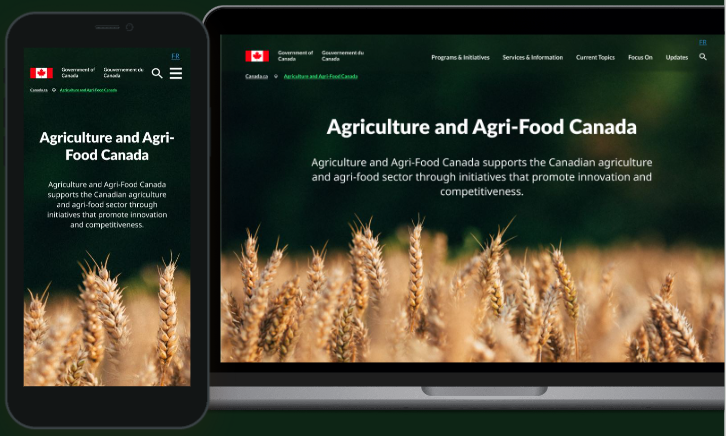 FR
Government of
Canada
Gouvernement du
Canada
Canada.ca
Agriculture and Agri-Food Canada
Agriculture and Agri-
Food Canada
Agriculture and Agri-Food Canada
supports the Canadian agriculture
and agri-food sector through
initiatives that promote innovation
and competitiveness.
FR
Government of
Canada
Gouvernement du
Canada
Programs & Initiatives
Services & Information
Current Topics
Focus On
Updates
Canada.ca
Agriculture and Agri-Food Canada
Agriculture and Agri-Food Canada
Agriculture and Agri-Food Canada supports the Canadian agriculture
and agri-food sector through initiatives that promote innovation and
competitiveness.